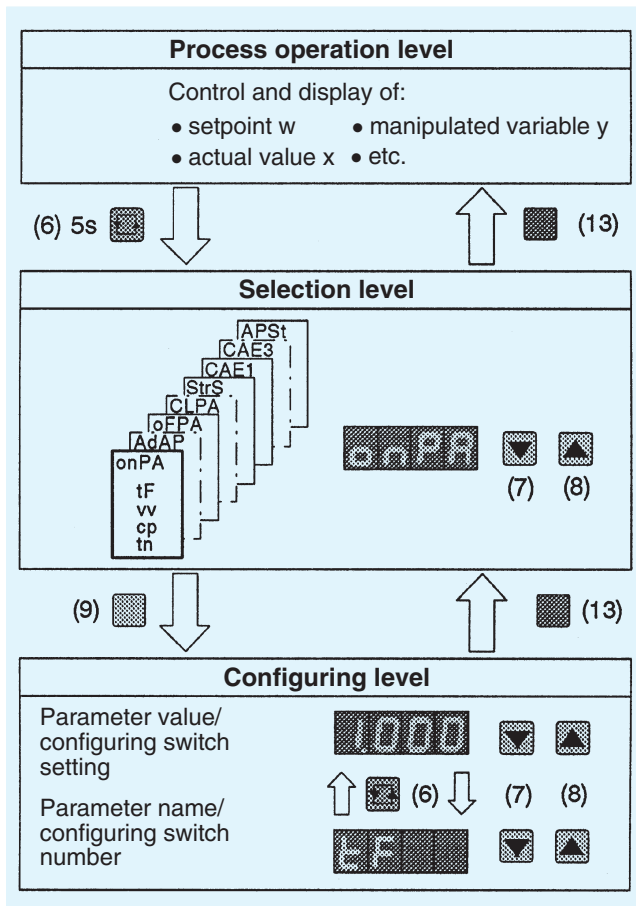 Process operation level
Control and display of:
• setpoint w • manipulated variable y
• actual value x • etc.
(6) 5s (13)
Selection level
APSt
CAE3
CAE1
StrS
CLPA
oFPA
AdAP
onPA
tF
vv
cp
tn
onPA
(7) (8)
(9) (13)
Configuring level
Parameter value/
configuring switch
setting
1000
(6) (7) (8)
Parameter name/
configuring switch
number
tF